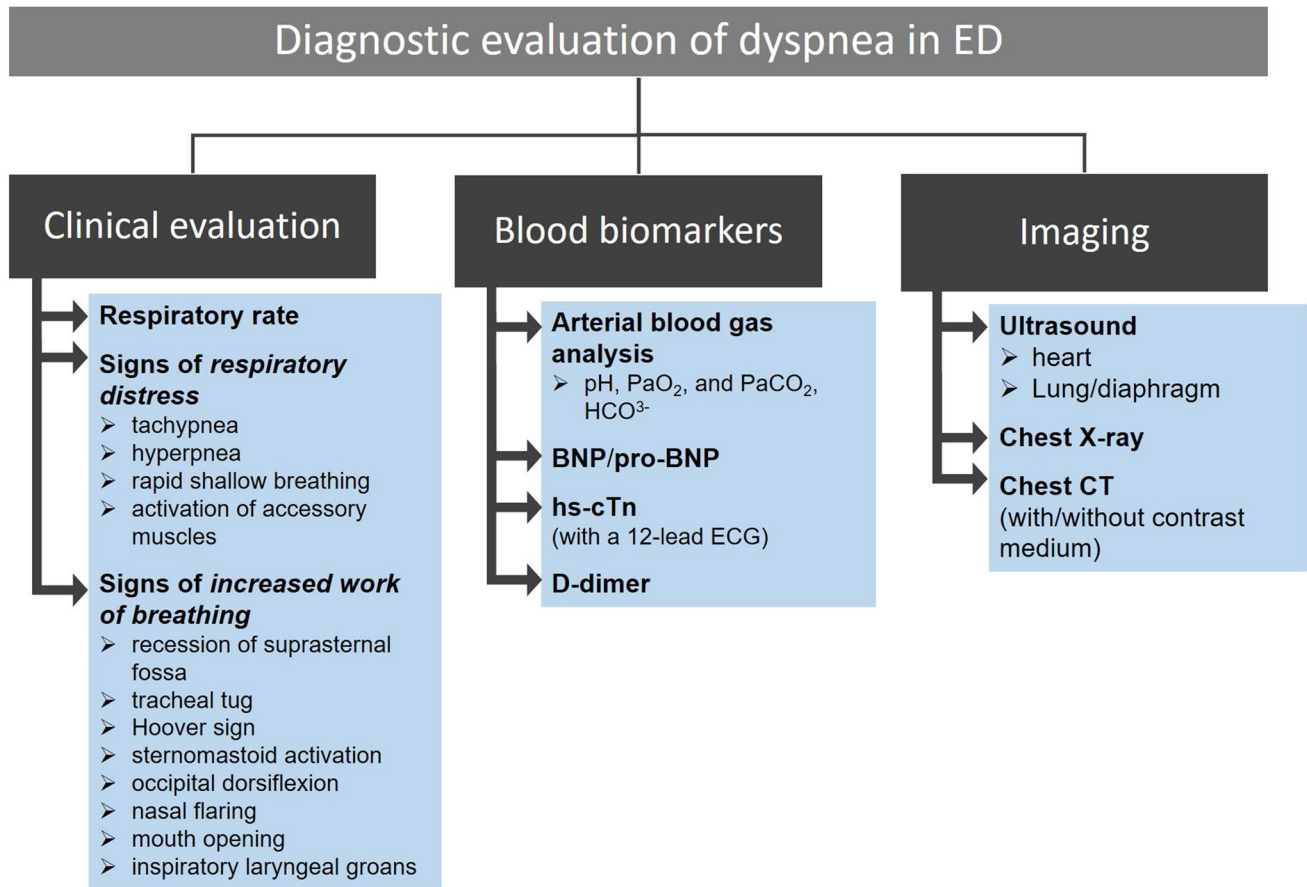 Diagnostic evaluation of dyspnea in ED
Clinical evaluation
Respiratory rate
Signs of respiratory
distress
➢ tachypnea
➢ hyperpnea
➢ rapid shallow breathing
➢ activation of accessory
muscles
Signs of increased work
of breathing
➢ recession of suprasternal
fossa
➢ tracheal tug
➢ Hoover sign
➢ sternomastoid activation
➢ occipital dorsiflexion
➢ nasal flaring
➢ mouth opening
➢ inspiratory laryngeal groans
Blood biomarkers
Arterial blood gas
analysis
➢ pH, PaO₂, and PaCO₂,
HCO³⁻
BNP/pro-BNP
hs-cTn
(with a 12-lead ECG)
D-dimer
Imaging
Ultrasound
➢ heart
➢ Lung/diaphragm
Chest X-ray
Chest CT
(with/without contrast
medium)